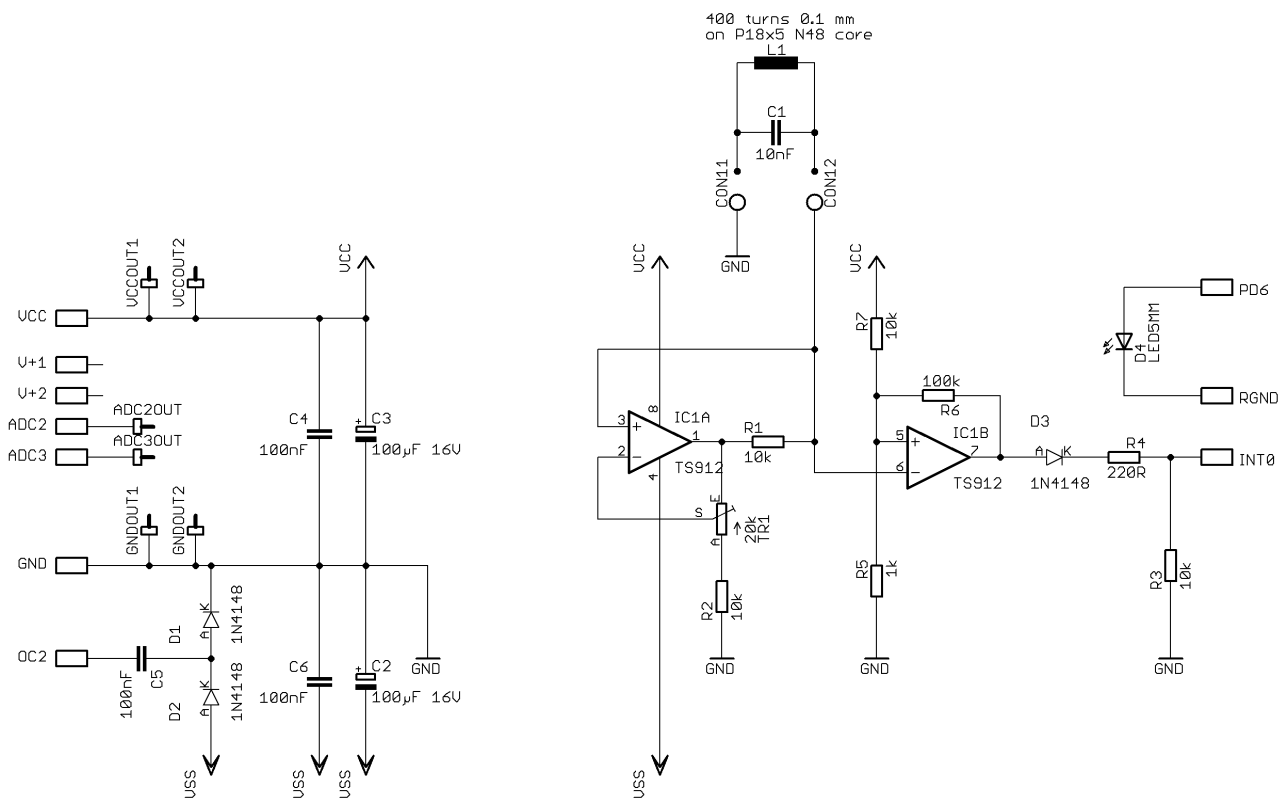 400 turns 0.1 mm
on P18x5 N48 core
L1
C1
10nF
CON11
CON12
GND
VCCOUT1
VCCOUT2
VCC
VCC
V+1
V+2
ADC2
ADC2OUT
ADC3
ADC3OUT
C4
100nF
C3
+
100µF 16V
GNDOUT1
GNDOUT2
GND
K
A
D1
1N4148
OC2
100nF
C5
K
A
D2
1N4148
C6
100nF
C2
+
100µF 16V
GND
VSS
VSS
VSS
VCC
8
3
+
2
−
4
1
IC1A
TS912
R1
10k
E
S
A
20k
TR1
R2
10k
GND
VSS
VCC
R7
10k
100k
R6
5
+
6
−
7
IC1B
TS912
R5
1k
GND
D3
A
K
1N4148
R4
220R
INT0
R3
10k
GND
PD6
D4
LED5MM
RGND